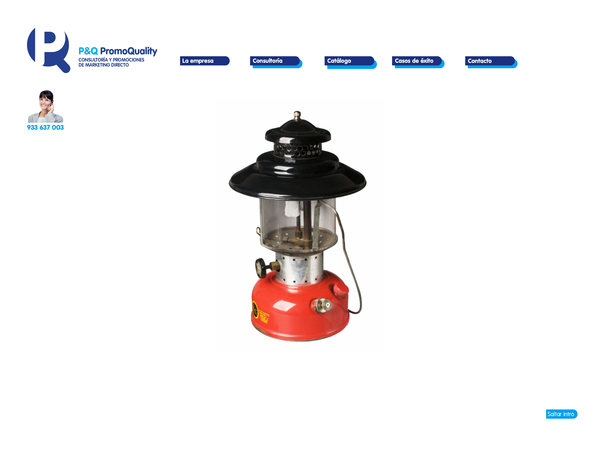 P&Q PromoQuality
CONSULTORÍA Y PROMOCIONES
DE MARKETING DIRECTO
La empresa
Consultoría
Catálogo
Casos de éxito
Contacto
933 637 003
Saltar intro